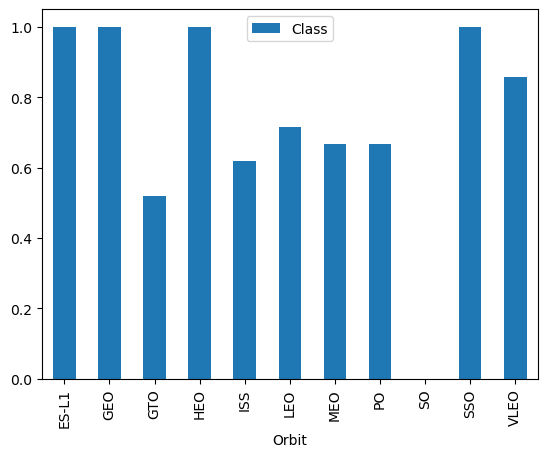 Class
1.0
0.8
0.6
0.4
0.2
0.0
ES-L1
GEO
GTO
HEO
ISS
LEO
MEO
PO
SO
SSO
VLEO
Orbit